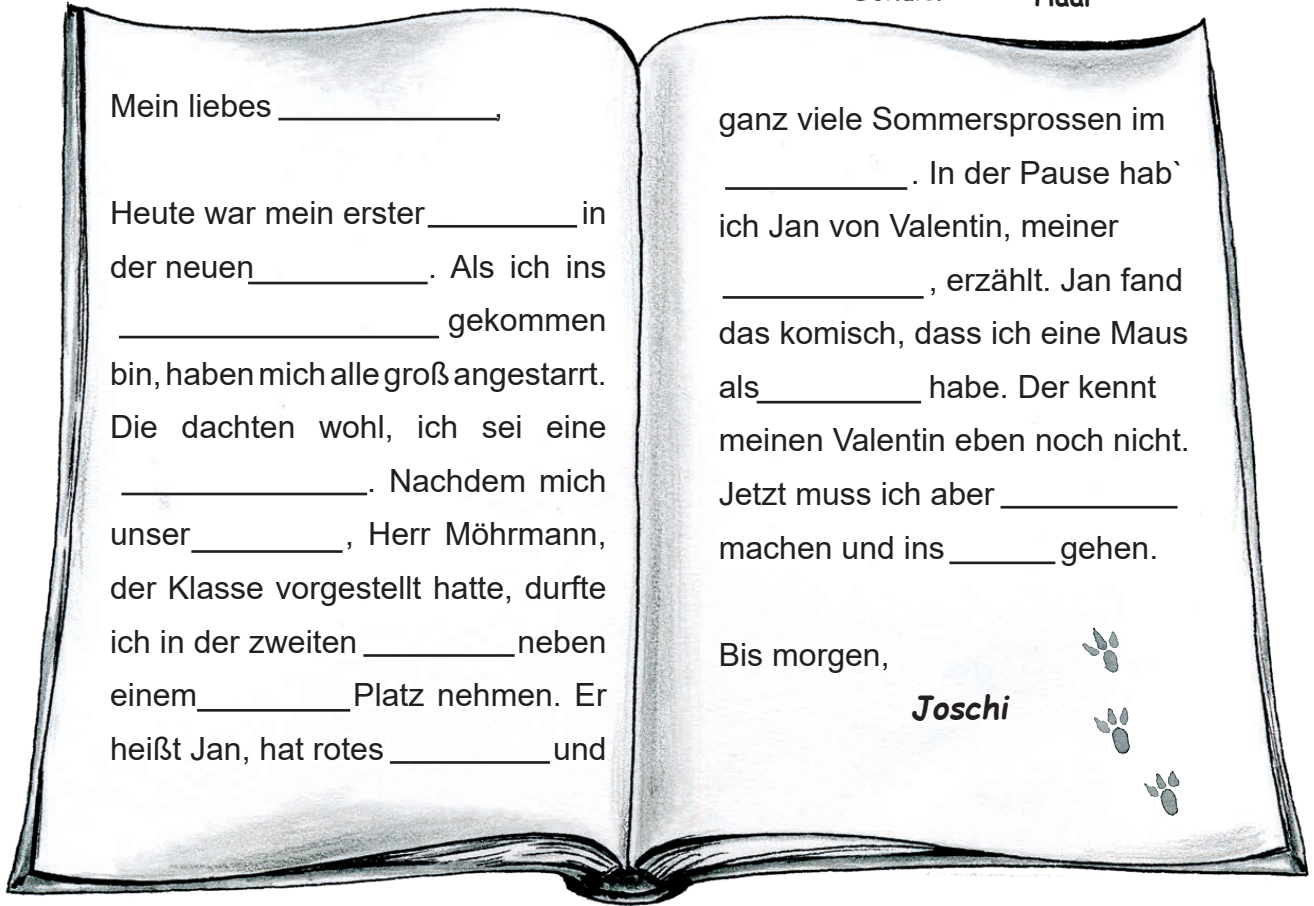 Mein liebes ____________,
Heute war mein erster ________ in
der neuen __________. Als ich ins
__________________ gekommen
bin, haben mich alle groß angestarrt.
Die dachten wohl, ich sei eine
______________. Nachdem mich
unser ________, Herr Möhrmann,
der Klasse vorgestellt hatte, durfte
ich in der zweiten ________ neben
einem ________ Platz nehmen. Er
heißt Jan, hat rotes _________ und
ganz viele Sommersprossen im
__________. In der Pause hab`
ich Jan von Valentin, meiner
___________, erzählt. Jan fand
das komisch, dass ich eine Maus
als _________ habe. Der kennt
meinen Valentin eben noch nicht.
Jetzt muss ich aber __________
machen und ins ______ gehen.
Bis morgen,
Joschi